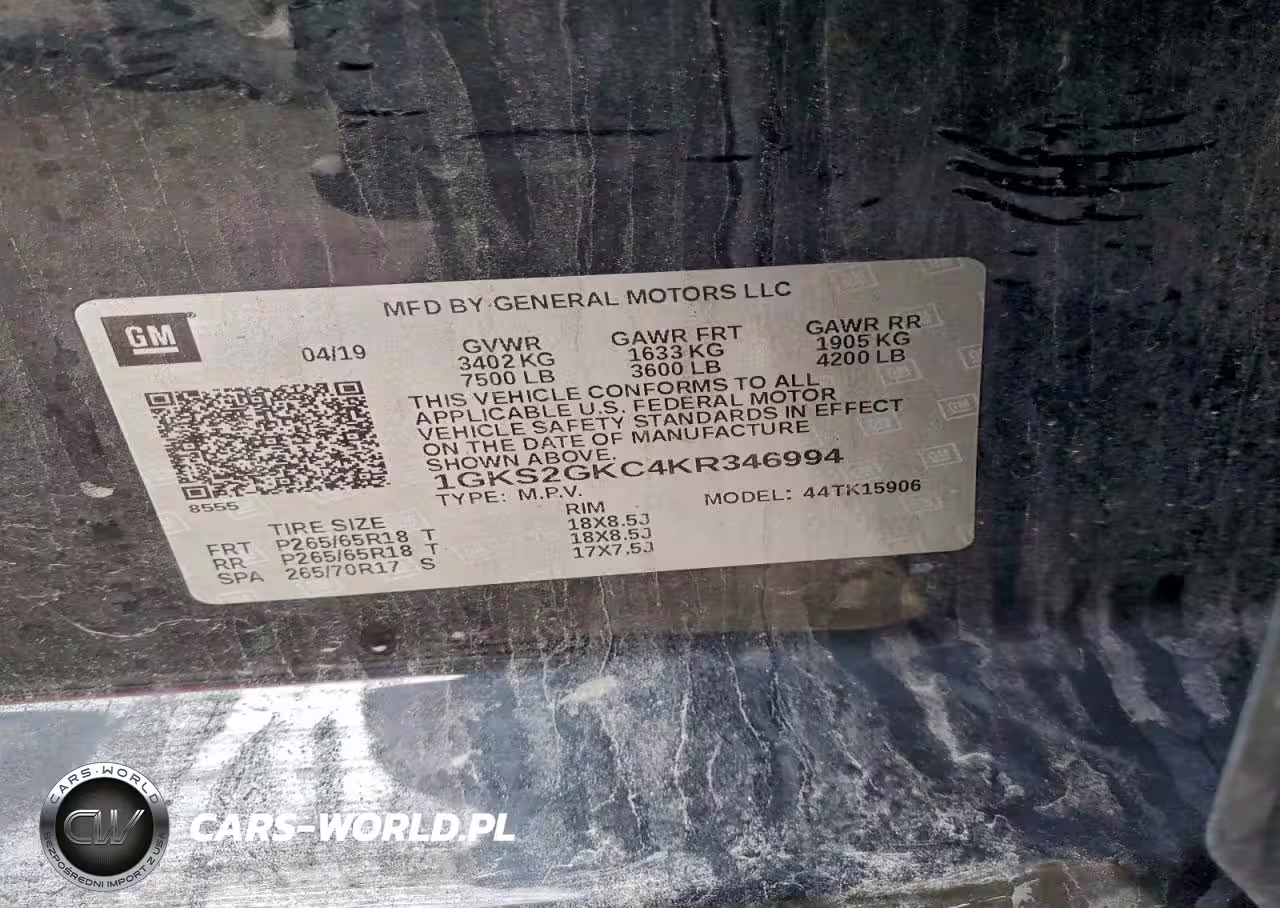 MFD BY GENERAL MOTORS LLC
GM
04/19
GVWR GAWR FRT GAWR RR
3402 KG 1633 KG 1905 KG
7500 LB 3600 LB 4200 LB
THIS VEHICLE CONFORMS TO ALL
APPLICABLE U.S. FEDERAL MOTOR
VEHICLE SAFETY STANDARDS IN EFFECT
ON THE DATE OF MANUFACTURE
SHOWN ABOVE.
1GKS2GKC4KR346994
8555
TYPE: M.P.V. MODEL: 44TK15906
TIRE SIZE RIM
FRT P265/65R18 T 18X8.5J
RR P265/65R18 T 18X8.5J
SPA 265/70R17 S 17X7.5J
CARS-WORLD
CW
BEZPOŚREDNI IMPORT Z USA
CARS-WORLD.PL